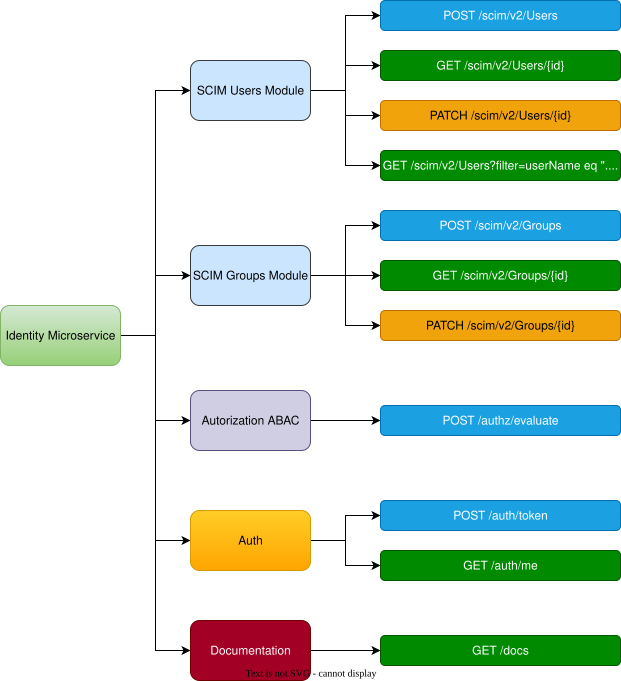 POST /scim/v2/Users
SCIM Users Module
GET /scim/v2/Users/{id}
PATCH /scim/v2/Users/{id}
GET /scim/v2/Users?filter=userName eq "....
POST /scim/v2/Groups
SCIM Groups Module
GET /scim/v2/Groups/{id}
PATCH /scim/v2/Groups/{id}
Identity Microservice
Autorization ABAC
POST /authz/evaluate
Auth
POST /auth/token
GET /auth/me
Documentation
GET /docs
Text is not SVG - cannot display